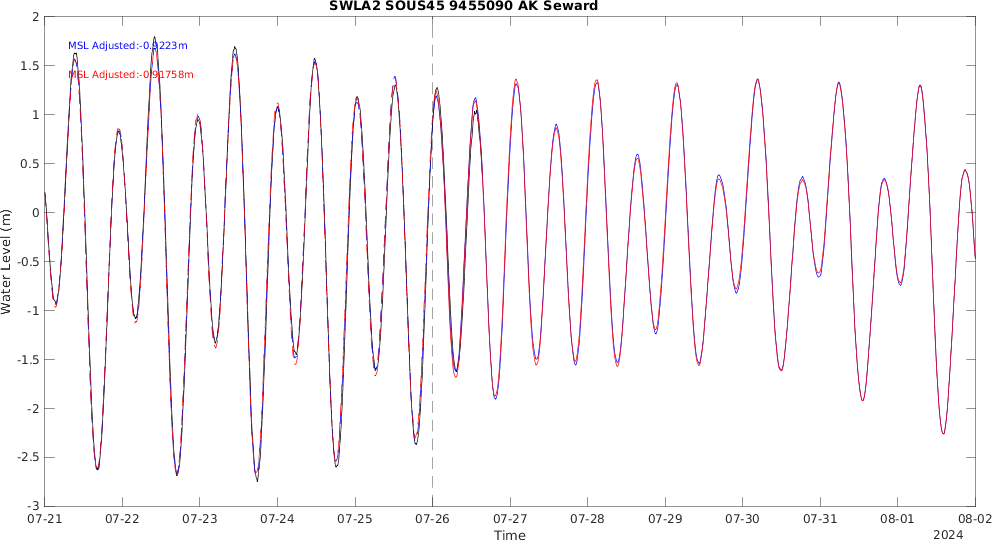 SWLA2 SOUS45 9455090 AK Seward
MSL Adjusted:-0.9223m
MSL Adjusted:-0.91758m
Water Level (m)
2
1.5
1
0.5
0
-0.5
-1
-1.5
-2
-2.5
-3
07-21 07-22 07-23 07-24 07-25 07-26 07-27 07-28 07-29 07-30 07-31 08-01 08-02
Time
2024